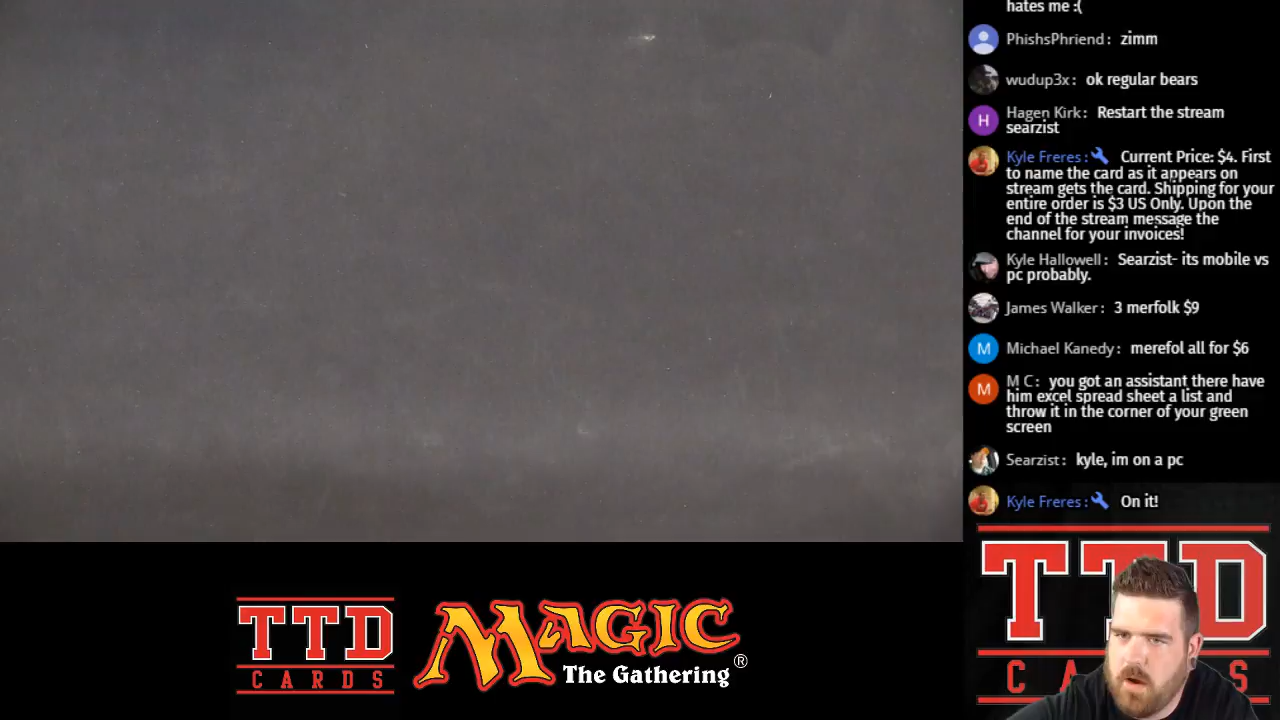 hates me :(
PhishsPhriend: zimm
wudup3x: ok regular bears
Hagen Kirk: Restart the stream
searzist
Kyle Freres: Current Price: $4. First
to name the card as it appears on
stream gets the card. Shipping for your
entire order is $3 US Only. Upon the
end of the stream message the
channel for your invoices!
Kyle Hallowell: Searzist- its mobile vs
pc probably.
James Walker: 3 merfolk $9
Michael Kanedy: merefol all for $6
M C: you got an assistant there have
him excel spread sheet a list and
throw it in the corner of your green
screen
Searzist: kyle, im on a pc
Kyle Freres: On it!
H
M
M
TTD
CARDS
MAGIC
The Gathering®
TTD